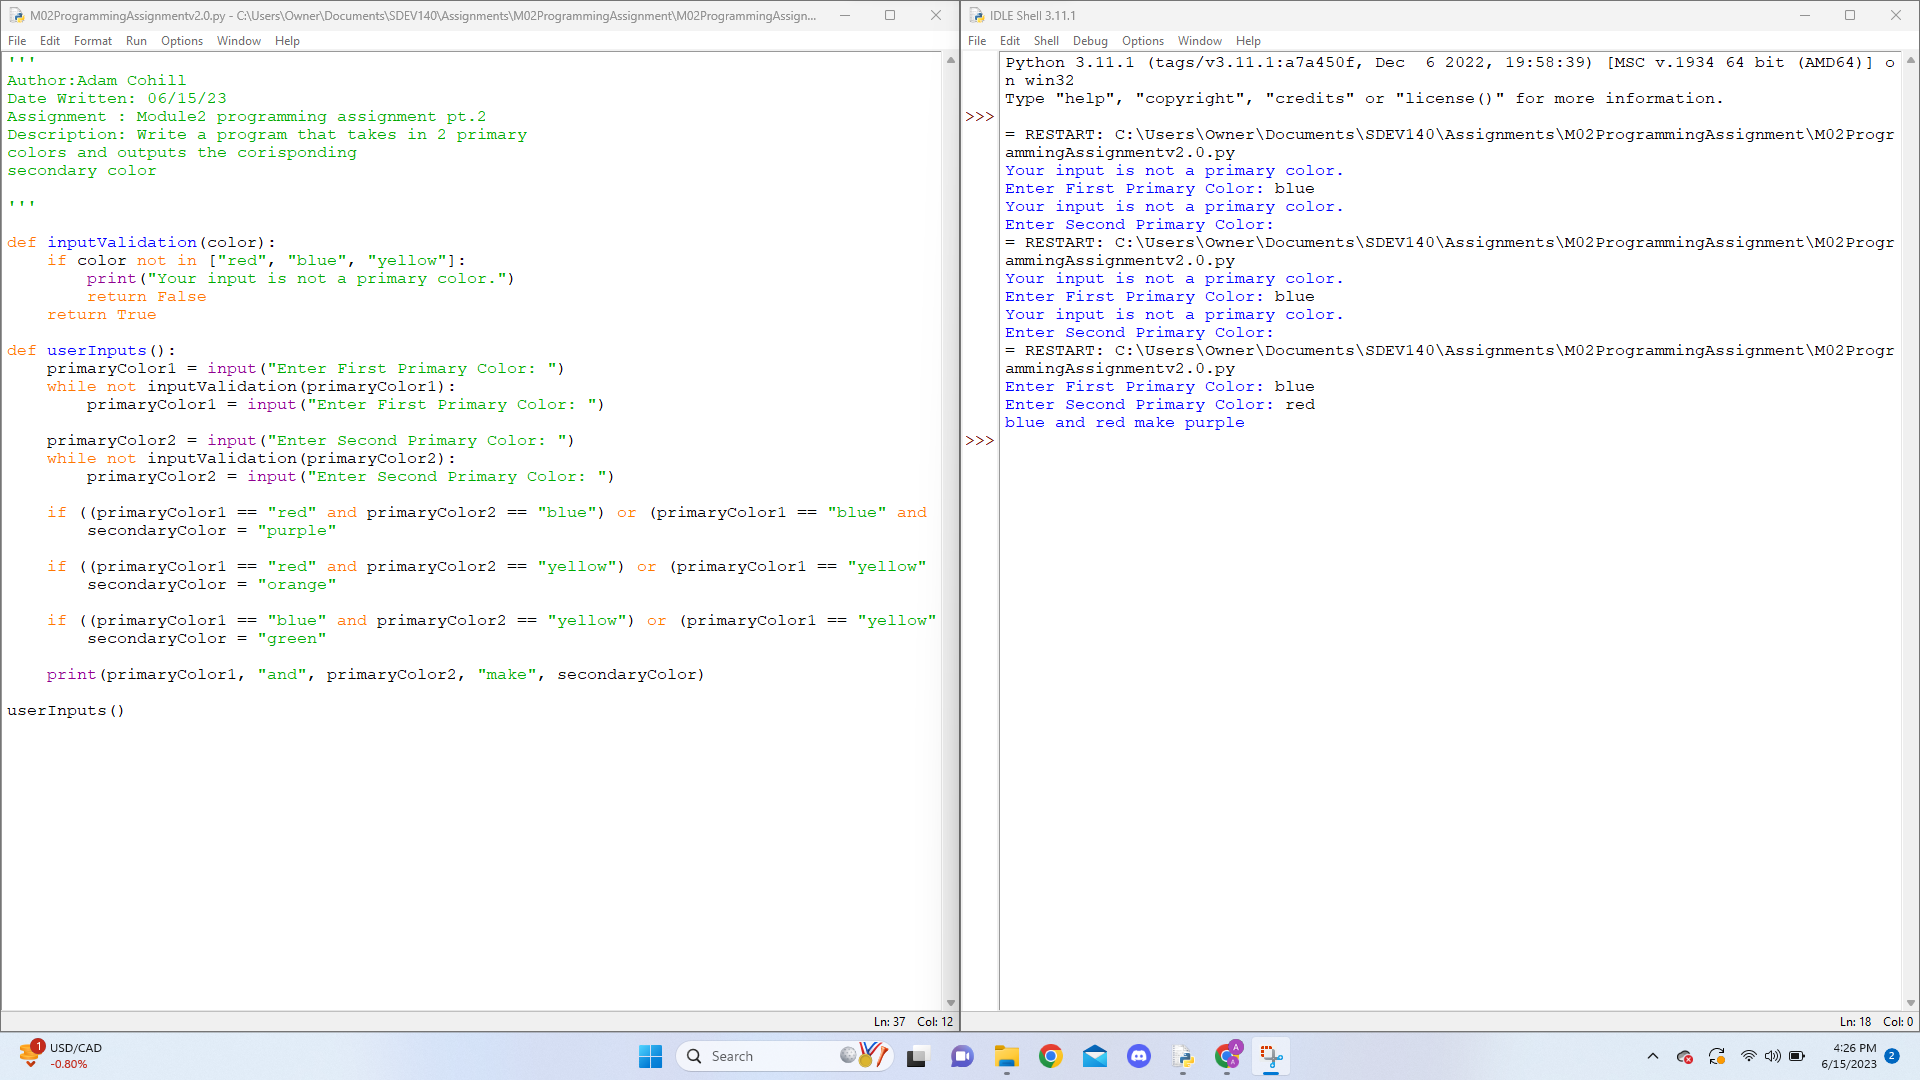 M02ProgrammingAssignmentv2.0.py - C:\Users\Owner\Documents\SDEV140\Assignments\M02ProgrammingAssignment\M02ProgrammingAssign...
File Edit Format Run Options Window Help
'''
Author:Adam Cohill
Date Written: 06/15/23
Assignment : Module2 programming assignment pt.2
Description: Write a program that takes in 2 primary
colors and outputs the corisponding
secondary color
'''
def inputValidation(color):
    if color not in ["red", "blue", "yellow"]:
        print("Your input is not a primary color.")
        return False
    return True
def userInputs():
    primaryColor1 = input("Enter First Primary Color: ")
    while not inputValidation(primaryColor1):
        primaryColor1 = input("Enter First Primary Color: ")
    primaryColor2 = input("Enter Second Primary Color: ")
    while not inputValidation(primaryColor2):
        primaryColor2 = input("Enter Second Primary Color: ")
    if ((primaryColor1 == "red" and primaryColor2 == "blue") or (primaryColor1 == "blue" and
        secondaryColor = "purple"
    if ((primaryColor1 == "red" and primaryColor2 == "yellow") or (primaryColor1 == "yellow"
        secondaryColor = "orange"
    if ((primaryColor1 == "blue" and primaryColor2 == "yellow") or (primaryColor1 == "yellow"
        secondaryColor = "green"
    print(primaryColor1, "and", primaryColor2, "make", secondaryColor)
userInputs()
Ln: 37 Col: 12
IDLE Shell 3.11.1
File Edit Shell Debug Options Window Help
Python 3.11.1 (tags/v3.11.1:a7a450f, Dec  6 2022, 19:58:39) [MSC v.1934 64 bit (AMD64)] o
n win32
Type "help", "copyright", "credits" or "license()" for more information.
>>>
= RESTART: C:\Users\Owner\Documents\SDEV140\Assignments\M02ProgrammingAssignment\M02Progr
ammingAssignmentv2.0.py
Your input is not a primary color.
Enter First Primary Color: blue
Your input is not a primary color.
Enter Second Primary Color:
= RESTART: C:\Users\Owner\Documents\SDEV140\Assignments\M02ProgrammingAssignment\M02Progr
ammingAssignmentv2.0.py
Your input is not a primary color.
Enter First Primary Color: blue
Your input is not a primary color.
Enter Second Primary Color:
= RESTART: C:\Users\Owner\Documents\SDEV140\Assignments\M02ProgrammingAssignment\M02Progr
ammingAssignmentv2.0.py
Enter First Primary Color: blue
Enter Second Primary Color: red
blue and red make purple
>>>
Ln: 18 Col: 0
1
USD/CAD
-0.80%
Search
A
4:26 PM
6/15/2023
2